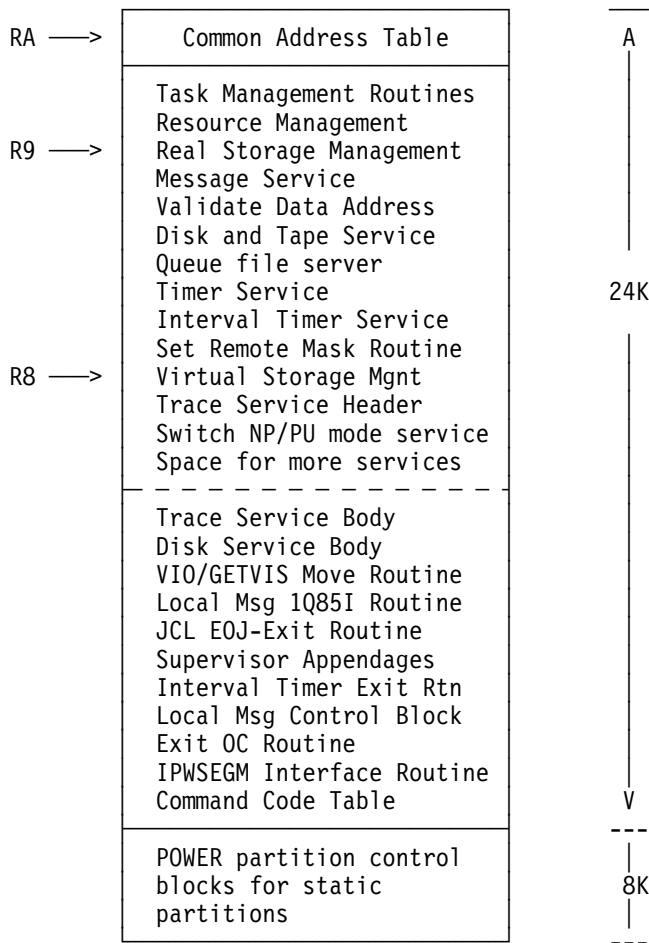 RA ───> Common Address Table A
Task Management Routines
Resource Management
R9 ───> Real Storage Management
Message Service
Validate Data Address
Disk and Tape Service
Queue file server
Timer Service 24K
Interval Timer Service
Set Remote Mask Routine
R8 ───> Virtual Storage Mgnt
Trace Service Header
Switch NP/PU mode service
Space for more services
Trace Service Body
Disk Service Body
VIO/GETVIS Move Routine
Local Msg 1Q85I Routine
JCL EOJ-Exit Routine
Supervisor Appendages
Interval Timer Exit Rtn
Local Msg Control Block
Exit OC Routine
IPWSEGM Interface Routine
Command Code Table V
POWER partition control
blocks for static 8K
partitions